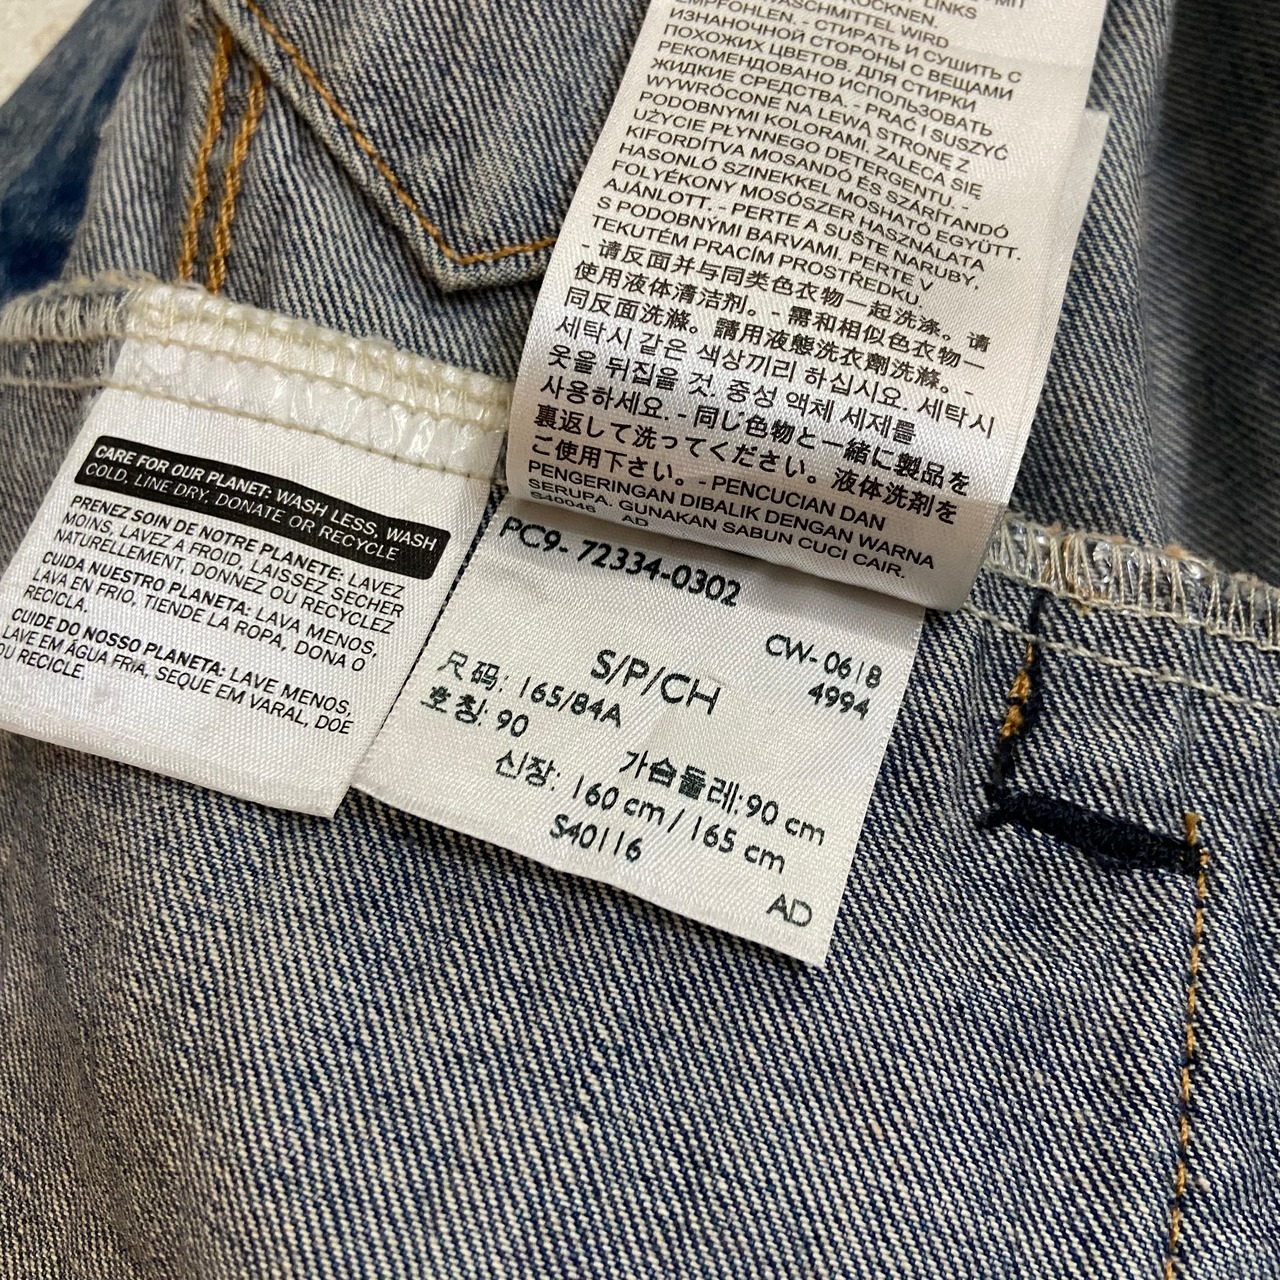 LINKS
TROCKNEN.
WASCHMITTEL WIRD
EMPFOHLEN. - СТИРАТЬ И СУШИТЬ С
ИЗНАНОЧНОЙ СТОРОНЫ С ВЕЩАМИ
ПОХОЖИХ ЦВЕТОВ. ДЛЯ СТИРКИ
РЕКОМЕНДОВАНО ИСПОЛЬЗОВАТЬ
ЖИДКИЕ СРЕДСТВА. - PRAĆ I SUSZYĆ
WYWRÓCONE NA LEWĄ STRONĘ Z
PODOBNYMI KOLORAMI. ZALECA SIĘ
UŻYCIE PŁYNNEGO DETERGENTU. -
KIFORDÍTVA MOSANDÓ ÉS SZÁRÍTANDÓ
HASONLÓ SZINEKKEL MOSHATÓ EGYÜTT.
FOLYÉKONY MOSÓSZER HASZNÁLATA
AJÁNLOTT. - PERTE A SUŠTE NARUBY,
S PODOBNÝMI BARVAMI. PERTE V
TEKUTÉM PRACÍM PROSTŘEDKU.
- 请反面并与同类色衣物一起洗涤。请
使用液体清洁剂。- 需和相似色衣物一
同反面洗滌。請用液態洗衣劑洗滌。-
세탁시 같은 색상끼리 하십시요. 세탁시
옷을 뒤집을 것. 중성 액체 세제를
사용하세요. - 同じ色物と一緒に製品を
裏返して洗ってください。液体洗剤を
ご使用下さい。- PENCUCIAN DAN
PENGERINGAN DIBALIK DENGAN WARNA
SERUPA. GUNAKAN SABUN CUCI CAIR.
S40046 AD
CARE FOR OUR PLANET: WASH LESS, WASH
COLD, LINE DRY, DONATE OR RECYCLE
PRENEZ SOIN DE NOTRE PLANETE: LAVEZ
MOINS, LAVEZ À FROID, LAISSEZ SECHER
NATURELLEMENT, DONNEZ OU RECYCLEZ
CUIDA NUESTRO PLANETA: LAVA MENOS,
LAVA EN FRIO, TIENDE LA ROPA, DONA O
RECICLA.
CUIDE DO NOSSO PLANETA: LAVE MENOS,
LAVE EM ÁGUA FRIA, SEQUE EM VARAL, DOE
OU RECICLE.
PC9- 72334-0302
CW- 0618
4994
S/P/CH
尺码: 165/84A
호칭: 90
가슴둘레: 90 cm
신장: 160 cm / 165 cm
S40116
AD